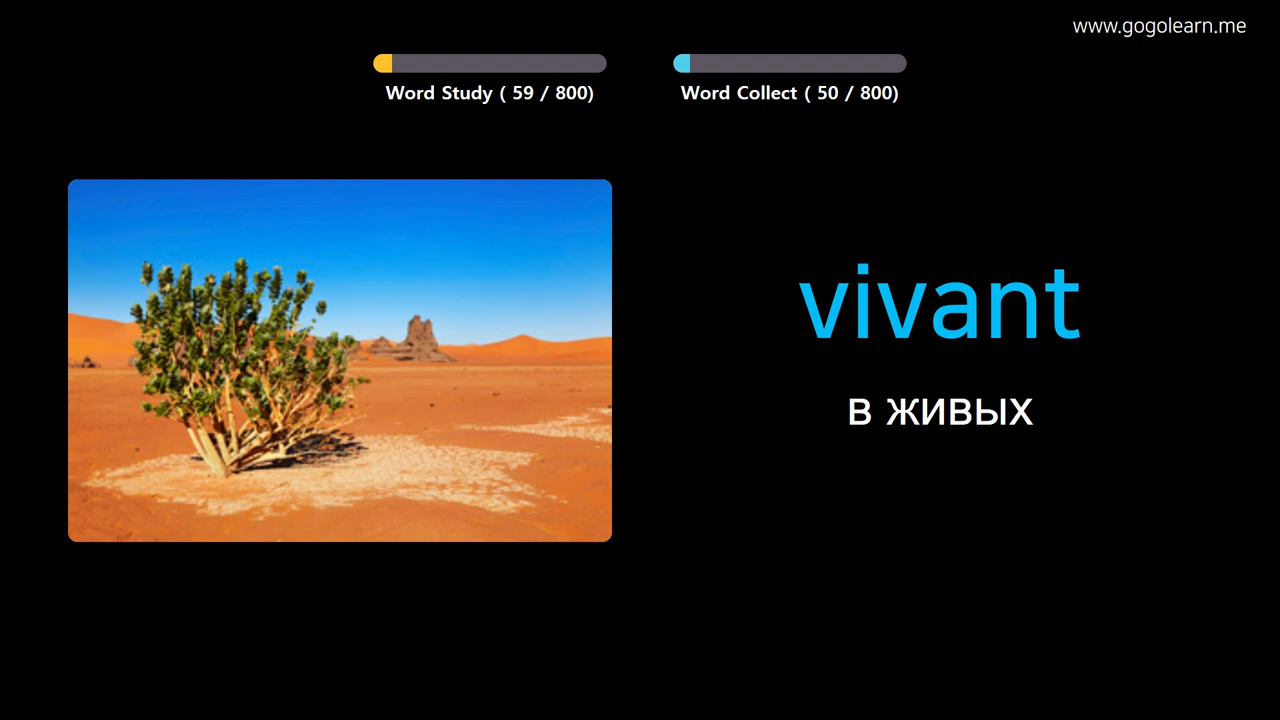 www.gogolearn.me
Word Study ( 59 / 800)
Word Collect ( 50 / 800)
vivant
в живых